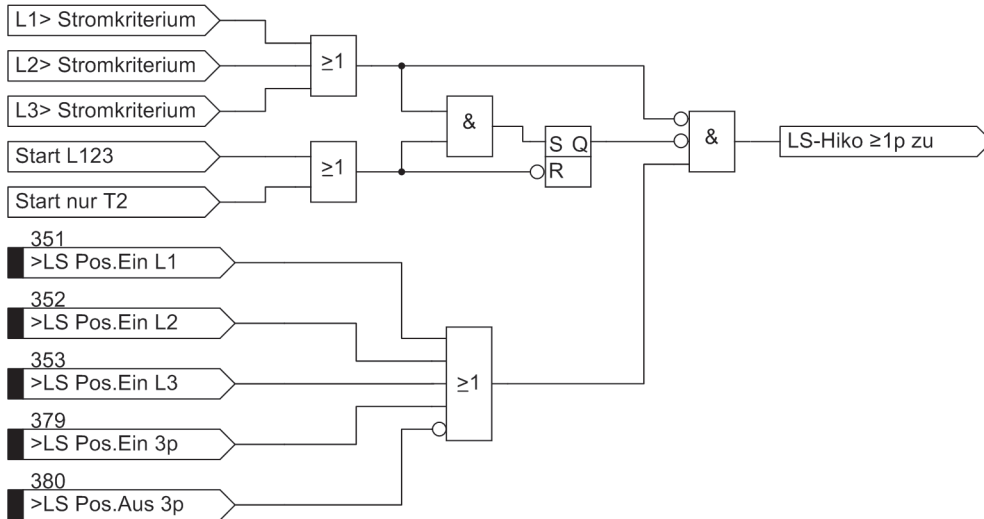 L1> Stromkriterium
L2> Stromkriterium
L3> Stromkriterium
≥1
&
S Q
R
&
LS-Hiko ≥1p zu
Start L123
Start nur T2
≥1
351
>LS Pos.Ein L1
352
>LS Pos.Ein L2
353
>LS Pos.Ein L3
≥1
379
>LS Pos.Ein 3p
380
>LS Pos.Aus 3p